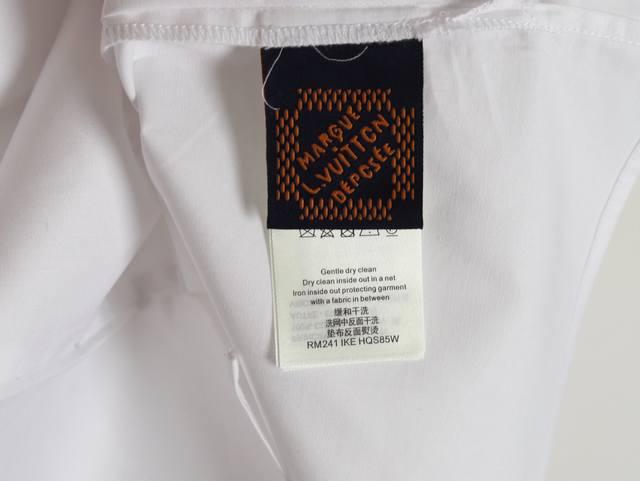 MARQUE
L.VUITTON
DÉPOSÉE
Gentle dry clean
Dry clean inside out in a net
Iron inside out protecting garment
with a fabric in between
缓和干洗
洗网中反面干洗
垫布反面熨烫
RM241 IKE HQS85W